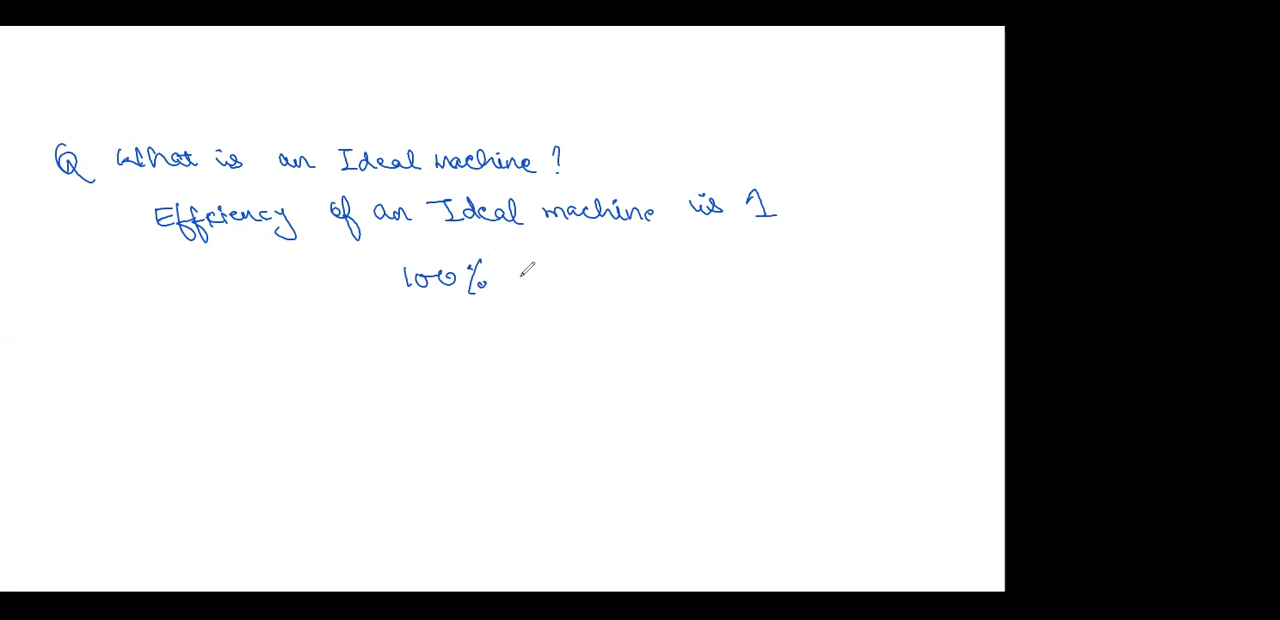 Q What is an Ideal machine ?
Efficiency of an Ideal machine is 1
100%